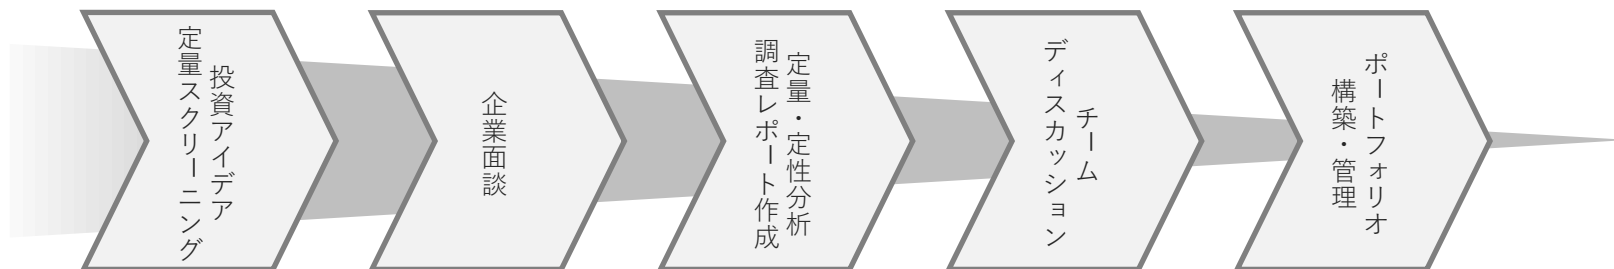 投資アイデア
定量スクリーニング
企業面談
定量・定性分析
調査レポート作成
チーム
ディスカッション
ポートフォリオ
構築・管理